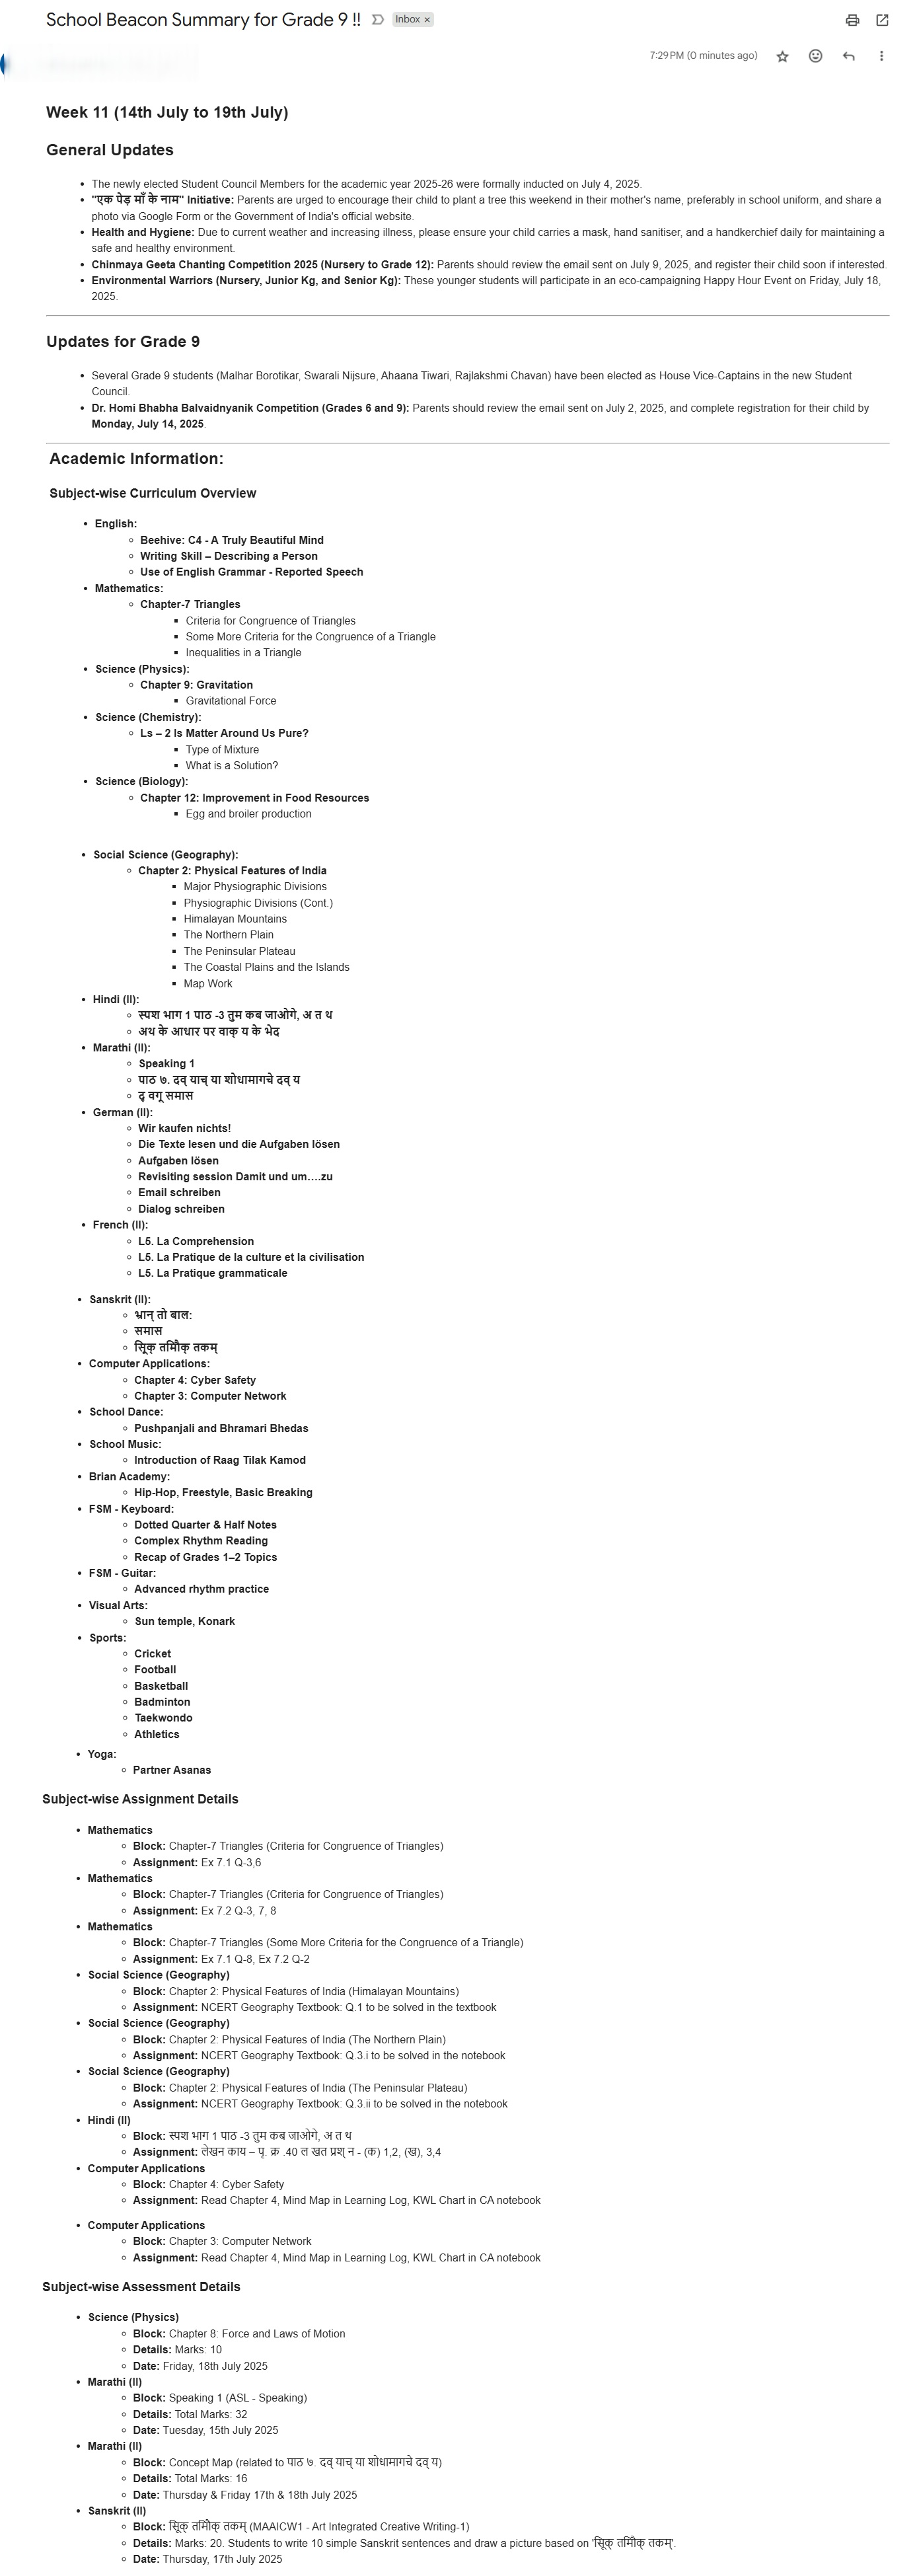 School Beacon Summary for Grade 9 !!
Inbox ×
7:29 PM (0 minutes ago)
Week 11 (14th July to 19th July)
General Updates
• The newly elected Student Council Members for the academic year 2025-26 were formally inducted on July 4, 2025.
• "एक पेड़ माँ के नाम" Initiative: Parents are urged to encourage their child to plant a tree this weekend in their mother's name, preferably in school uniform, and share a
photo via Google Form or the Government of India's official website.
• Health and Hygiene: Due to current weather and increasing illness, please ensure your child carries a mask, hand sanitiser, and a handkerchief daily for maintaining a
safe and healthy environment.
• Chinmaya Geeta Chanting Competition 2025 (Nursery to Grade 12): Parents should review the email sent on July 9, 2025, and register their child soon if interested.
• Environmental Warriors (Nursery, Junior Kg, and Senior Kg): These younger students will participate in an eco-campaigning Happy Hour Event on Friday, July 18,
2025.
Updates for Grade 9
• Several Grade 9 students (Malhar Borotikar, Swarali Nijsure, Ahaana Tiwari, Rajlakshmi Chavan) have been elected as House Vice-Captains in the new Student
Council.
• Dr. Homi Bhabha Balvaidnyanik Competition (Grades 6 and 9): Parents should review the email sent on July 2, 2025, and complete registration for their child by
Monday, July 14, 2025.
Academic Information:
Subject-wise Curriculum Overview
• English:
◦ Beehive: C4 - A Truly Beautiful Mind
◦ Writing Skill – Describing a Person
◦ Use of English Grammar - Reported Speech
• Mathematics:
◦ Chapter-7 Triangles
▪ Criteria for Congruence of Triangles
▪ Some More Criteria for the Congruence of a Triangle
▪ Inequalities in a Triangle
• Science (Physics):
◦ Chapter 9: Gravitation
▪ Gravitational Force
• Science (Chemistry):
◦ Ls – 2 Is Matter Around Us Pure?
▪ Type of Mixture
▪ What is a Solution?
• Science (Biology):
◦ Chapter 12: Improvement in Food Resources
▪ Egg and broiler production
• Social Science (Geography):
◦ Chapter 2: Physical Features of India
▪ Major Physiographic Divisions
▪ Physiographic Divisions (Cont.)
▪ Himalayan Mountains
▪ The Northern Plain
▪ The Peninsular Plateau
▪ The Coastal Plains and the Islands
▪ Map Work
• Hindi (II):
◦ स्पश भाग 1 पाठ -3 तुम कब जाओगे, अ त थ
◦ अथ के आधार पर वाक् य के भेद
• Marathi (II):
◦ Speaking 1
◦ पाठ ७. दव् याच् या शोधामागचे दव् य
◦ द्व वगू समास
• German (II):
◦ Wir kaufen nichts!
◦ Die Texte lesen und die Aufgaben lösen
◦ Aufgaben lösen
◦ Revisiting session Damit und um….zu
◦ Email schreiben
◦ Dialog schreiben
• French (II):
◦ L5. La Comprehension
◦ L5. La Pratique de la culture et la civilisation
◦ L5. La Pratique grammaticale
• Sanskrit (II):
◦ भ्रान् तो बाल:
◦ समास
◦ सूिक् तमौिक् तकम्
• Computer Applications:
◦ Chapter 4: Cyber Safety
◦ Chapter 3: Computer Network
• School Dance:
◦ Pushpanjali and Bhramari Bhedas
• School Music:
◦ Introduction of Raag Tilak Kamod
• Brian Academy:
◦ Hip-Hop, Freestyle, Basic Breaking
• FSM - Keyboard:
◦ Dotted Quarter & Half Notes
◦ Complex Rhythm Reading
◦ Recap of Grades 1–2 Topics
• FSM - Guitar:
◦ Advanced rhythm practice
• Visual Arts:
◦ Sun temple, Konark
• Sports:
◦ Cricket
◦ Football
◦ Basketball
◦ Badminton
◦ Taekwondo
◦ Athletics
• Yoga:
◦ Partner Asanas
Subject-wise Assignment Details
• Mathematics
◦ Block: Chapter-7 Triangles (Criteria for Congruence of Triangles)
◦ Assignment: Ex 7.1 Q-3,6
• Mathematics
◦ Block: Chapter-7 Triangles (Criteria for Congruence of Triangles)
◦ Assignment: Ex 7.2 Q-3, 7, 8
• Mathematics
◦ Block: Chapter-7 Triangles (Some More Criteria for the Congruence of a Triangle)
◦ Assignment: Ex 7.1 Q-8, Ex 7.2 Q-2
• Social Science (Geography)
◦ Block: Chapter 2: Physical Features of India (Himalayan Mountains)
◦ Assignment: NCERT Geography Textbook: Q.1 to be solved in the textbook
• Social Science (Geography)
◦ Block: Chapter 2: Physical Features of India (The Northern Plain)
◦ Assignment: NCERT Geography Textbook: Q.3.i to be solved in the notebook
• Social Science (Geography)
◦ Block: Chapter 2: Physical Features of India (The Peninsular Plateau)
◦ Assignment: NCERT Geography Textbook: Q.3.ii to be solved in the notebook
• Hindi (II)
◦ Block: स्पश भाग 1 पाठ -3 तुम कब जाओगे, अ त थ
◦ Assignment: लेखन काय – पृ. क्र .40 ल खत प्रश् न - (क) 1,2, (ख), 3,4
• Computer Applications
◦ Block: Chapter 4: Cyber Safety
◦ Assignment: Read Chapter 4, Mind Map in Learning Log, KWL Chart in CA notebook
• Computer Applications
◦ Block: Chapter 3: Computer Network
◦ Assignment: Read Chapter 4, Mind Map in Learning Log, KWL Chart in CA notebook
Subject-wise Assessment Details
• Science (Physics)
◦ Block: Chapter 8: Force and Laws of Motion
◦ Details: Marks: 10
◦ Date: Friday, 18th July 2025
• Marathi (II)
◦ Block: Speaking 1 (ASL - Speaking)
◦ Details: Total Marks: 32
◦ Date: Tuesday, 15th July 2025
• Marathi (II)
◦ Block: Concept Map (related to पाठ ७. दव् याच् या शोधामागचे दव् य)
◦ Details: Total Marks: 16
◦ Date: Thursday & Friday 17th & 18th July 2025
• Sanskrit (II)
◦ Block: सूिक् तमौिक् तकम् (MAAICW1 - Art Integrated Creative Writing-1)
◦ Details: Marks: 20. Students to write 10 simple Sanskrit sentences and draw a picture based on 'सूिक् तमौिक् तकम्'.
◦ Date: Thursday, 17th July 2025